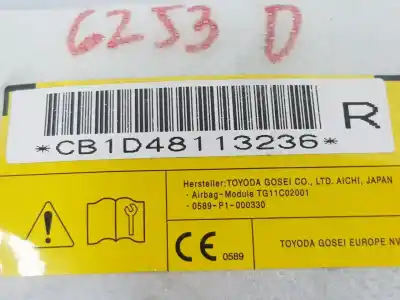 6253 D
*CB1D48113236*
R
Hersteller:TOYODA GOSEI CO., LTD. AICHI, JAPAN
- Airbag-Module TG11C02001
- 0589-P1-000330
CE 0589
TOYODA GOSEI EUROPE NV